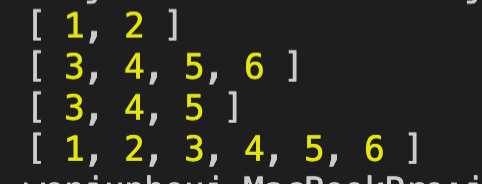 [ 1, 2 ]
[ 3, 4, 5, 6 ]
[ 3, 4, 5 ]
[ 1, 2, 3, 4, 5, 6 ]